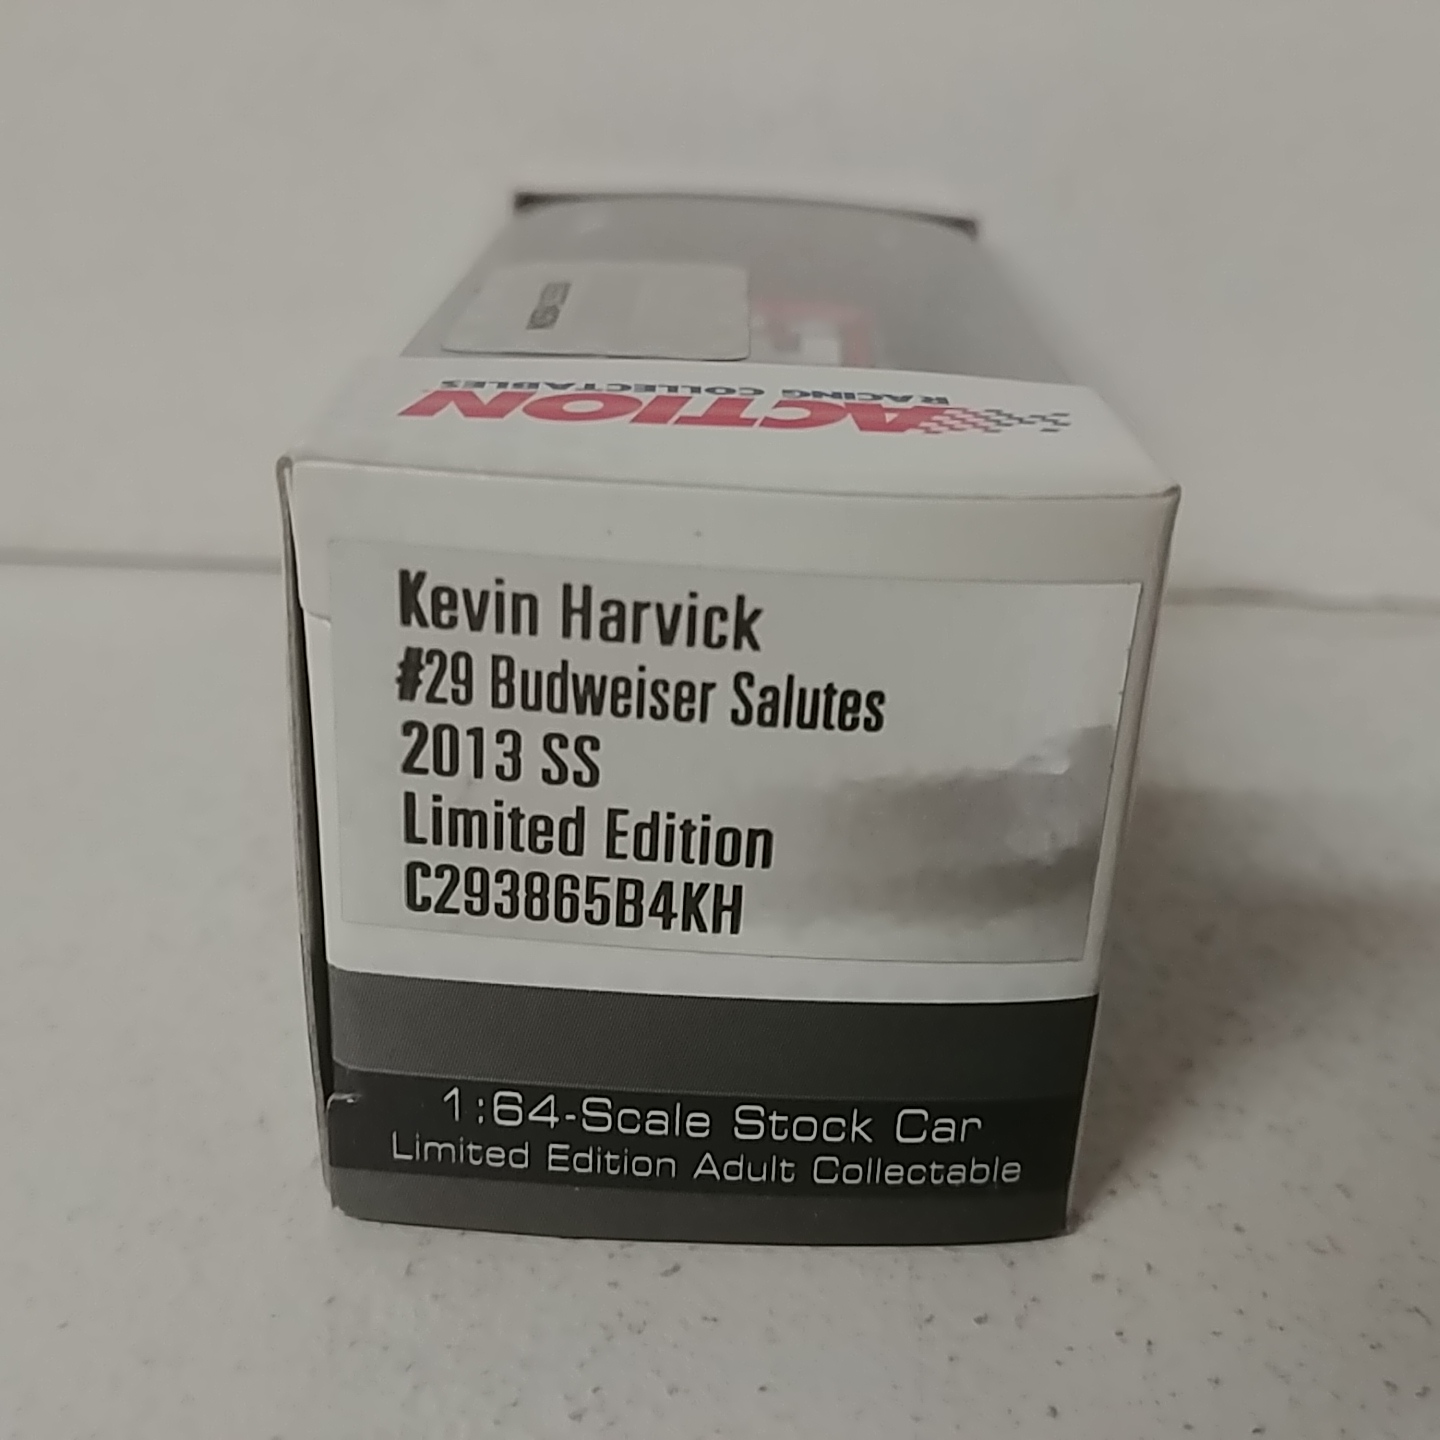 ACTION
RACING COLLECTABLES
Kevin Harvick
#29 Budweiser Salutes
2013 SS
Limited Edition
C293865B4KH
1:64-Scale Stock Car
Limited Edition Adult Collectable